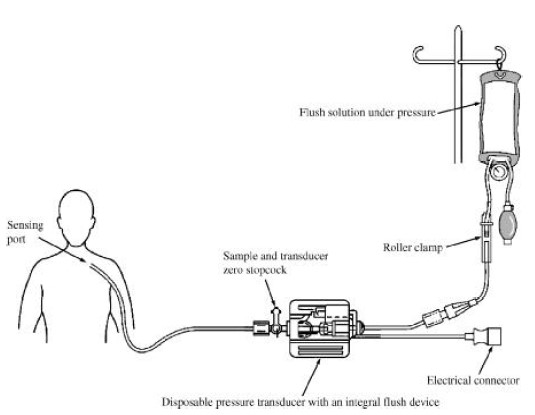 Flush solution under pressure
Sensing
port
Sample and transducer
zero stopcock
Roller clamp
Electrical connector
Disposable pressure transducer with an integral flush device